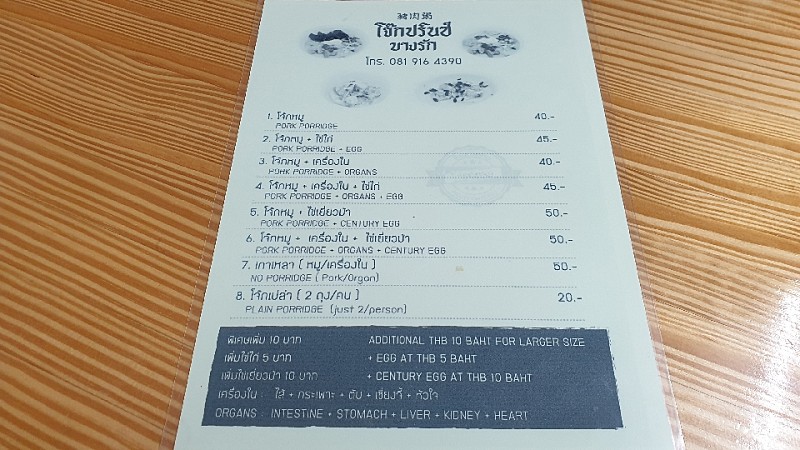 豬肉粥
โจ๊กปรินซ์
บางรัก
โทร. 081 916 4390
1. โจ๊กหมู 40.-
PORK PORRIDGE
2. โจ๊กหมู + ไข่ไก่ 45.-
PORK PORRIDGE + EGG
3. โจ๊กหมู + เครื่องใน 40.-
PORK PORRIDGE + ORGANS
4. โจ๊กหมู + เครื่องใน + ไข่ไก่ 45.-
PORK PORRIDGE + ORGANS + EGG
5. โจ๊กหมู + ไข่เยี่ยวม้า 50.-
PORK PORRIDGE + CENTURY EGG
6. โจ๊กหมู + เครื่องใน + ไข่เยี่ยวม้า 50.-
PORK PORRIDGE + ORGANS + CENTURY EGG
7. เกาเหลา ( หมู/เครื่องใน ) 50.-
NO PORRIDGE ( Pork/Organ)
8. โจ๊กเปล่า ( 2 ถุง/คน ) 20.-
PLAIN PORRIDGE (just 2/person)
พิเศษเพิ่ม 10 บาท ADDITIONAL THB 10 BAHT FOR LARGER SIZE
เพิ่มไข่ไก่ 5 บาท + EGG AT THB 5 BAHT
เพิ่มไข่เยี่ยวม้า 10 บาท + CENTURY EGG AT THB 10 BAHT
เครื่องใน : ไส้ + กระเพาะ + ตับ + เซี่ยงจี้ + หัวใจ
ORGANS : INTESTINE + STOMACH + LIVER + KIDNEY + HEART